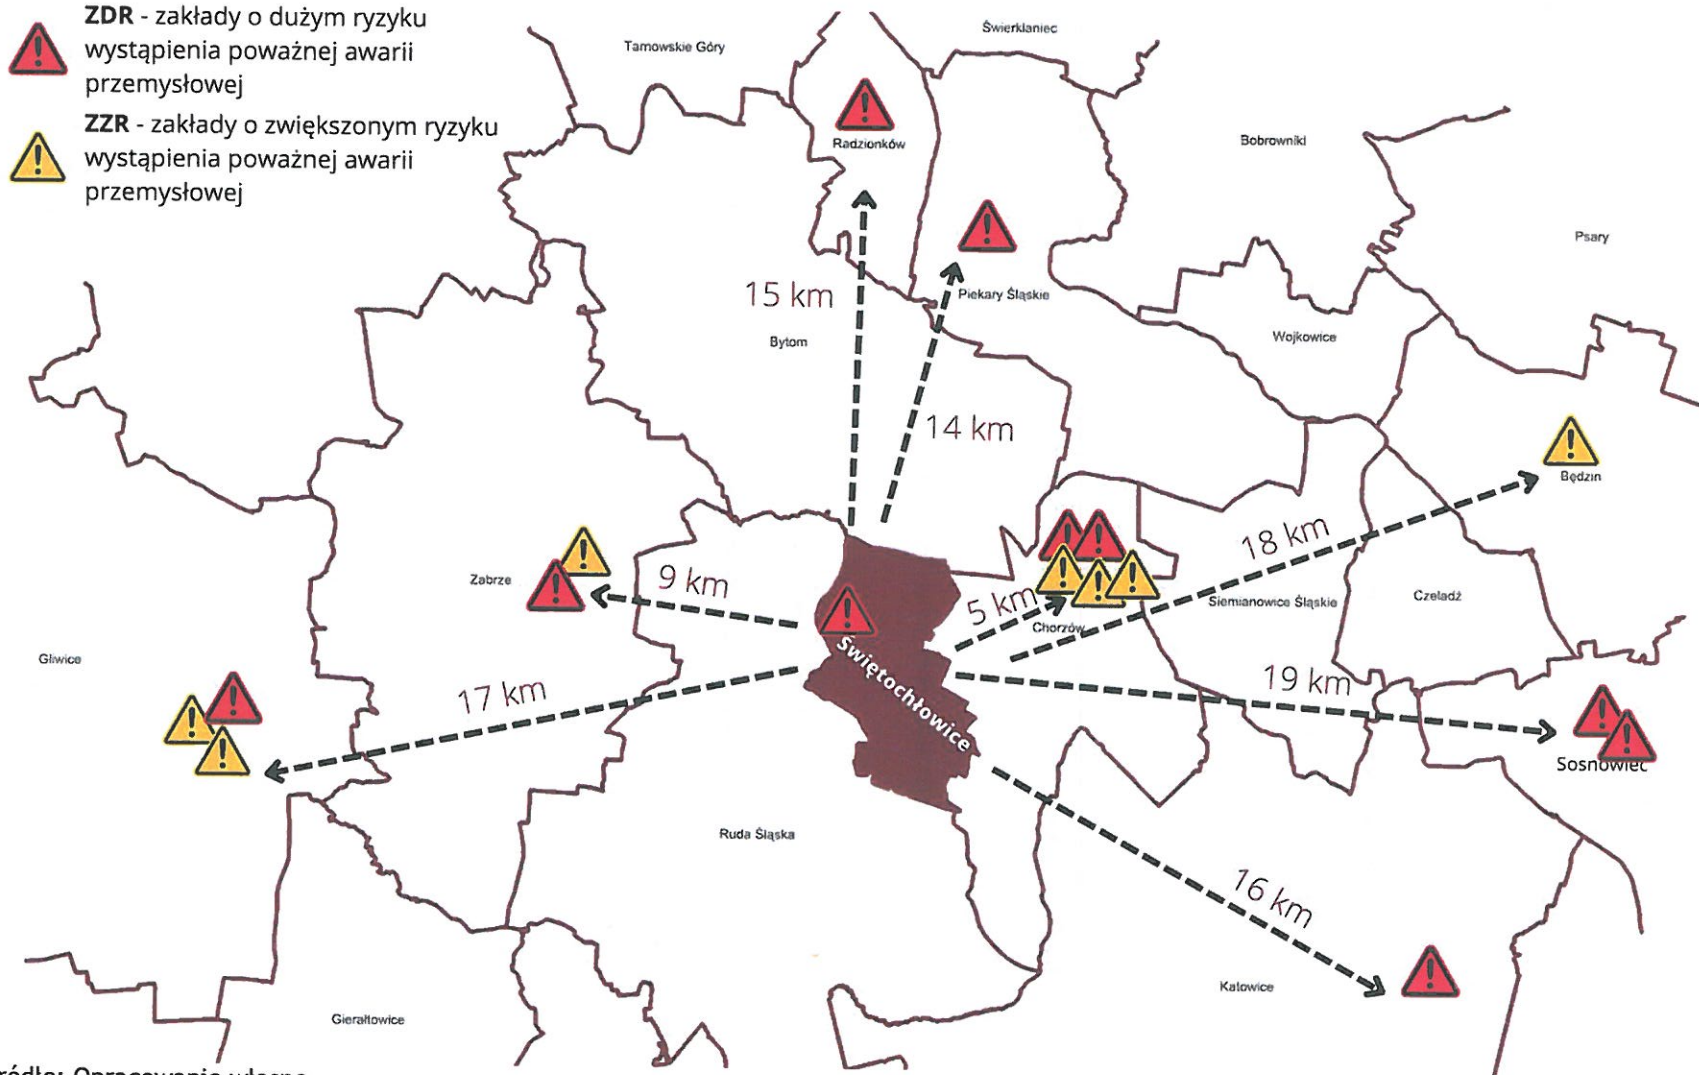 ZDR - zakłady o dużym ryzyku
wystąpienia poważnej awarii
przemysłowej
ZZR - zakłady o zwiększonym ryzyku
wystąpienia poważnej awarii
przemysłowej
Tarnowskie Góry
Świerklaniec
Radzionków
Bobrowniki
Psary
Piekary Śląskie
15 km
Bytom
Wojkowice
14 km
Będzin
18 km
Zabrze
9 km
5 km
Chorzów
Siemianowice Śląskie
Czeladź
Świętochłowice
Gliwice
17 km
19 km
Sosnowiec
Ruda Śląska
16 km
Katowice
Gierałtowice
Opracowanie własne